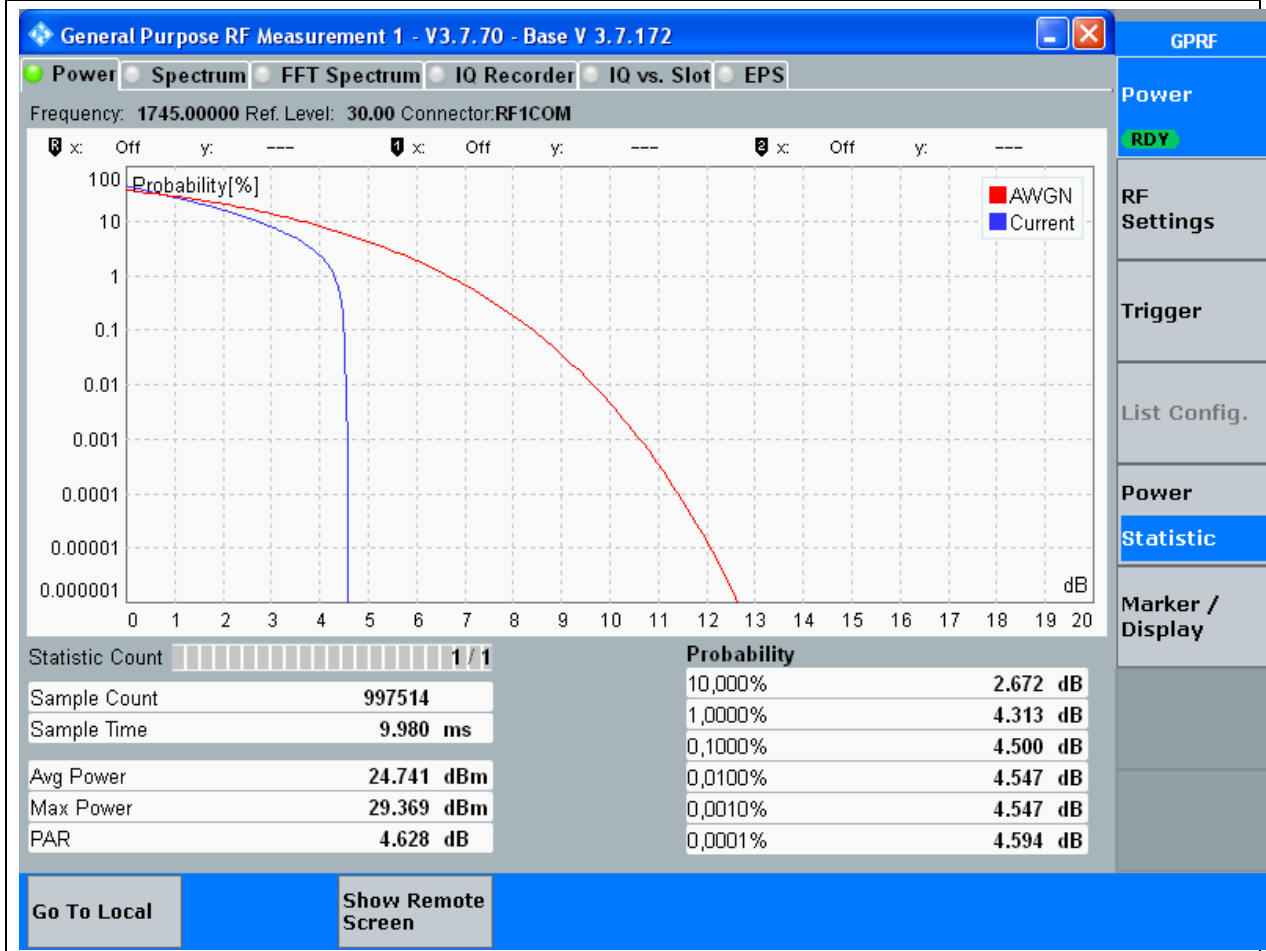 General Purpose RF Measurement 1 - V3.7.70 - Base V 3.7.172
GPRF
Power Spectrum FFT Spectrum IQ Recorder IQ vs. Slot EPS
Frequency: 1745.00000 Ref. Level: 30.00 Connector:RF1COM
R x: Off y: --- 1 x: Off y: --- 2 x: Off y: ---
Probability[%]
AWGN
Current
100
10
1
0.1
0.01
0.001
0.0001
0.00001
0.000001
dB
0 1 2 3 4 5 6 7 8 9 10 11 12 13 14 15 16 17 18 19 20
Statistic Count 1 / 1
Sample Count 997514
Sample Time 9.980 ms
Avg Power 24.741 dBm
Max Power 29.369 dBm
PAR 4.628 dB
Probability
10,000% 2.672 dB
1,0000% 4.313 dB
0,1000% 4.500 dB
0,0100% 4.547 dB
0,0010% 4.547 dB
0,0001% 4.594 dB
Power
RDY
RF
Settings
Trigger
List Config.
Power
Statistic
Marker /
Display
Go To Local
Show Remote
Screen